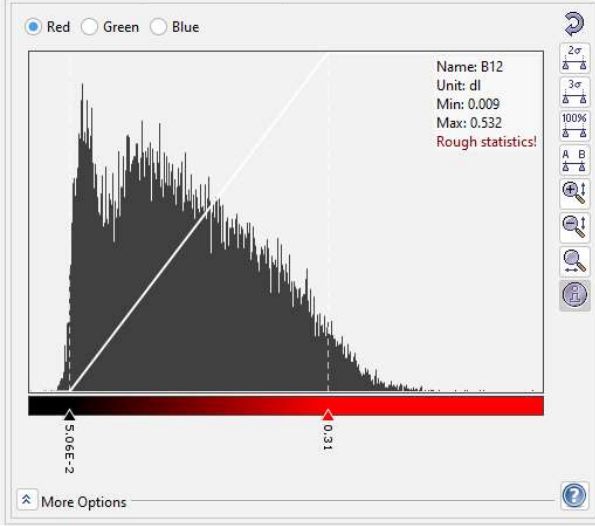 Red Green Blue
Name: B12
Unit: dl
Min: 0.009
Max: 0.532
Rough statistics!
2σ
3σ
100%
A B
5.06E-2
0.31
More Options